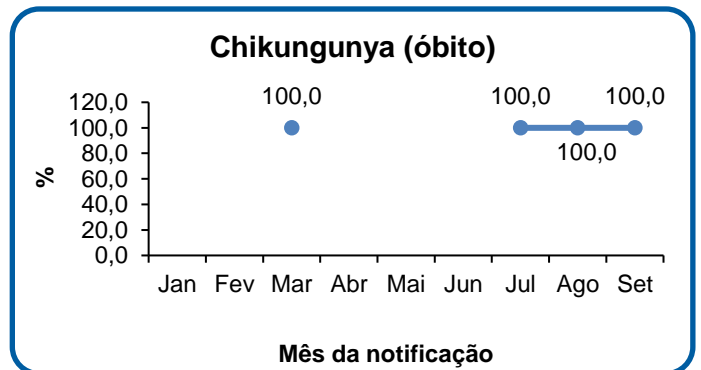 Chikungunya (óbito)
100,0 100,0 100,0
120,0
100,0
80,0
60,0
40,0
20,0
0,0
100,0
%
Jan Fev Mar Abr Mai Jun Jul Ago Set
Mês da notificação